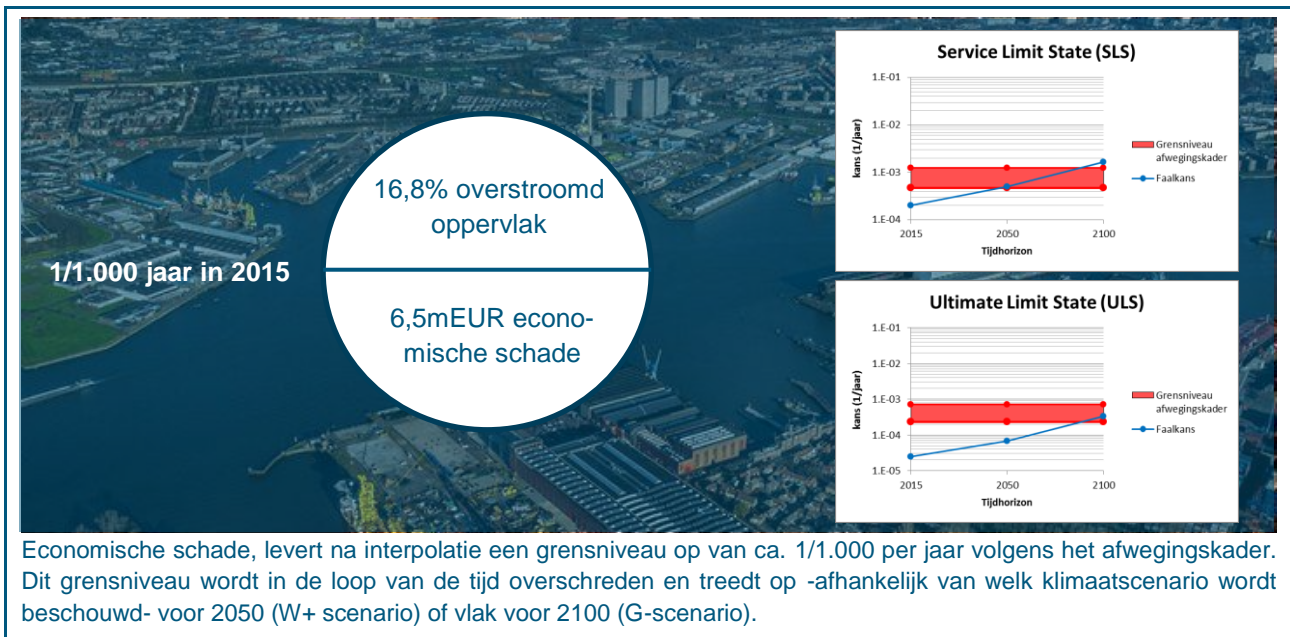 1/1.000 jaar in 2015
16,8% overstroomd
oppervlak
6,5mEUR econo-
mische schade
Service Limit State (SLS)
1.E-01
1.E-02
1.E-03
1.E-04
kans (1/jaar)
2015 2050 2100
Tijdhorizon
Grensniveau
afwegingskader
Faalkans
Ultimate Limit State (ULS)
1.E-01
1.E-02
1.E-03
1.E-04
1.E-05
kans (1/jaar)
2015 2050 2100
Tijdhorizon
Grensniveau
afwegingskader
Faalkans
Economische schade, levert na interpolatie een grensniveau op van ca. 1/1.000 per jaar volgens het afwegingskader.
Dit grensniveau wordt in de loop van de tijd overschreden en treedt op -afhankelijk van welk klimaatscenario wordt
beschouwd- voor 2050 (W+ scenario) of vlak voor 2100 (G-scenario).